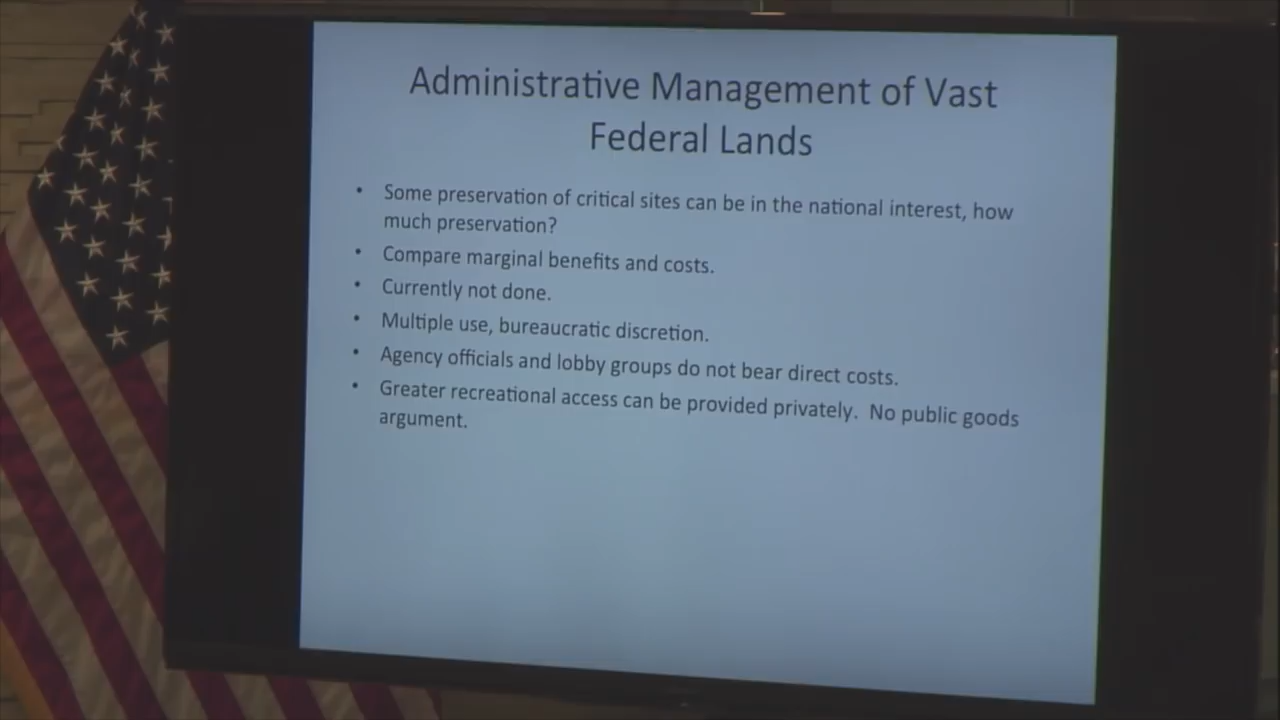 Administrative Management of Vast
Federal Lands
• Some preservation of critical sites can be in the national interest, how
much preservation?
• Compare marginal benefits and costs.
• Currently not done.
• Multiple use, bureaucratic discretion.
• Agency officials and lobby groups do not bear direct costs.
• Greater recreational access can be provided privately. No public goods
argument.